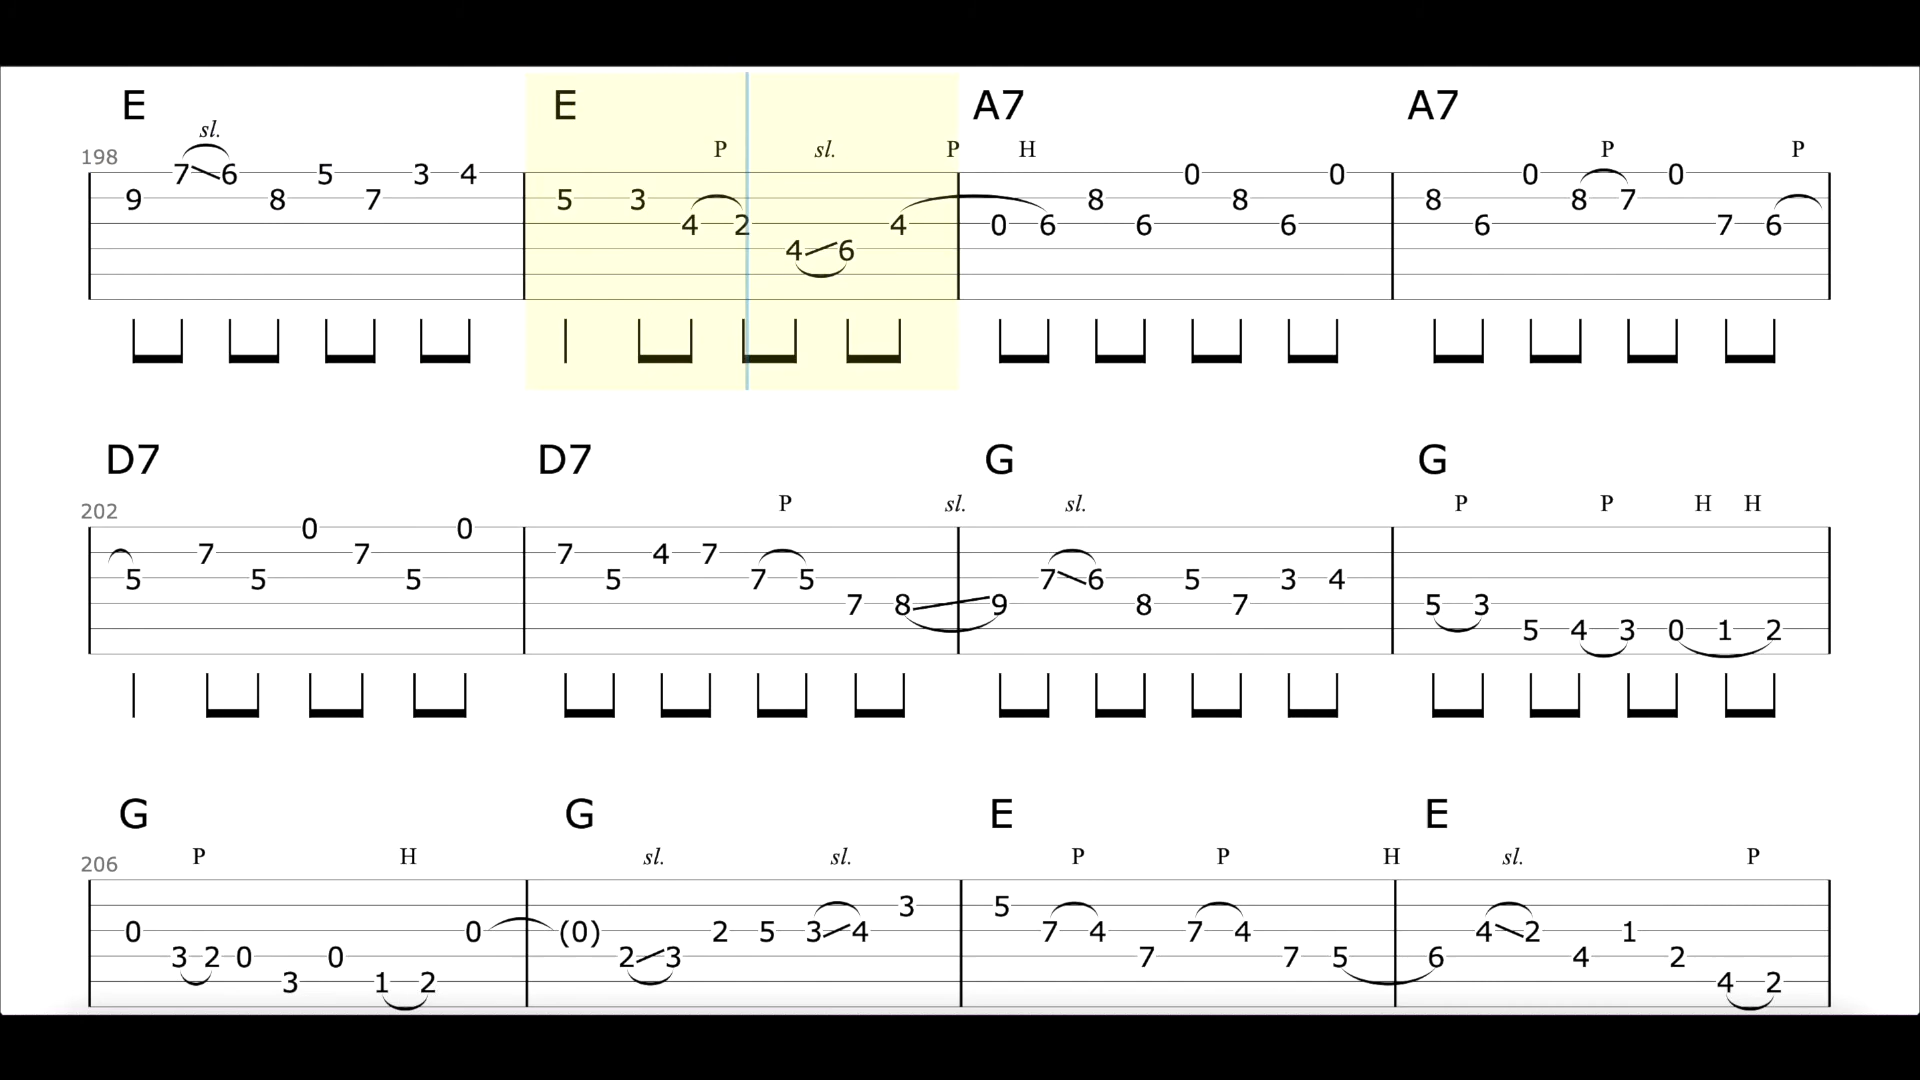 E E A7 A7
sl. P sl. P H P P
198
7 6 5 3 4 0 0 0 0
9 8 7 5 3 8 8 8 8 7
4 2 4 0 6 6 6 6 7 6
4 6
D7 D7 G G
P sl. sl. P P H H
202
0 0
7 7 7 4 7
5 5 5 5 7 5 7 6 5 3 4
7 8 9 8 7 5 3
5 4 3 0 1 2
G G E E
P H sl. sl. P P H sl. P
206
3 5
0 0 (0) 2 5 3 4 7 4 7 4 4 2 1
3 2 0 0 2 3 7 7 5 6 4 2
3 1 2 4 2